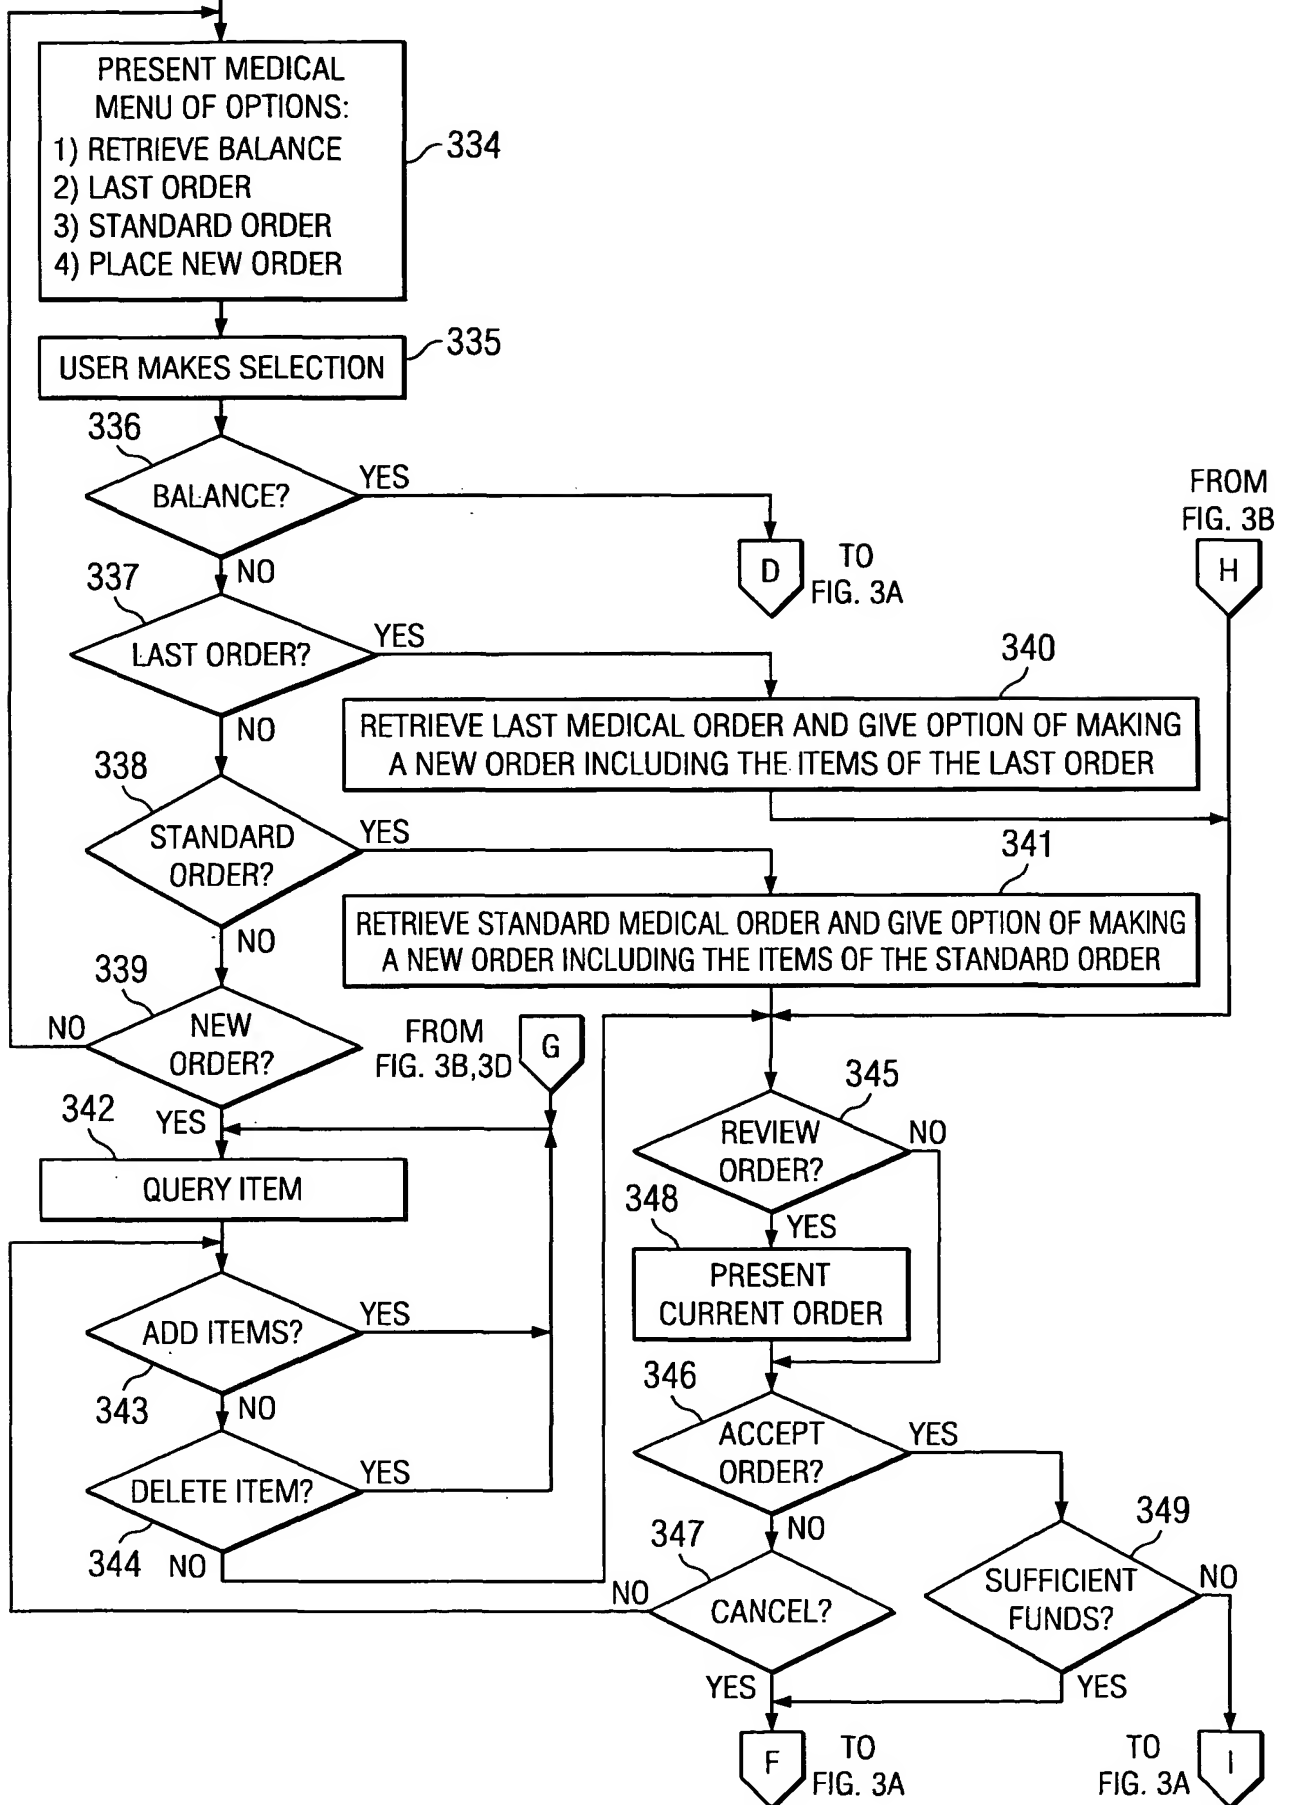 PRESENT MEDICAL
MENU OF OPTIONS:
1) RETRIEVE BALANCE
2) LAST ORDER
3) STANDARD ORDER
4) PLACE NEW ORDER
334
USER MAKES SELECTION
335
336
BALANCE?
YES
NO
D
TO
FIG. 3A
FROM
FIG. 3B
H
337
LAST ORDER?
YES
NO
340
RETRIEVE LAST MEDICAL ORDER AND GIVE OPTION OF MAKING
A NEW ORDER INCLUDING THE ITEMS OF THE LAST ORDER
338
STANDARD
ORDER?
YES
NO
341
RETRIEVE STANDARD MEDICAL ORDER AND GIVE OPTION OF MAKING
A NEW ORDER INCLUDING THE ITEMS OF THE STANDARD ORDER
339
NEW
ORDER?
NO
YES
FROM
FIG. 3B,3D
G
342
QUERY ITEM
ADD ITEMS?
YES
343
NO
DELETE ITEM?
YES
344
NO
345
REVIEW
ORDER?
NO
YES
348
PRESENT
CURRENT ORDER
346
ACCEPT
ORDER?
YES
NO
347
CANCEL?
NO
YES
349
SUFFICIENT
FUNDS?
NO
YES
F
TO
FIG. 3A
TO
FIG. 3A
I